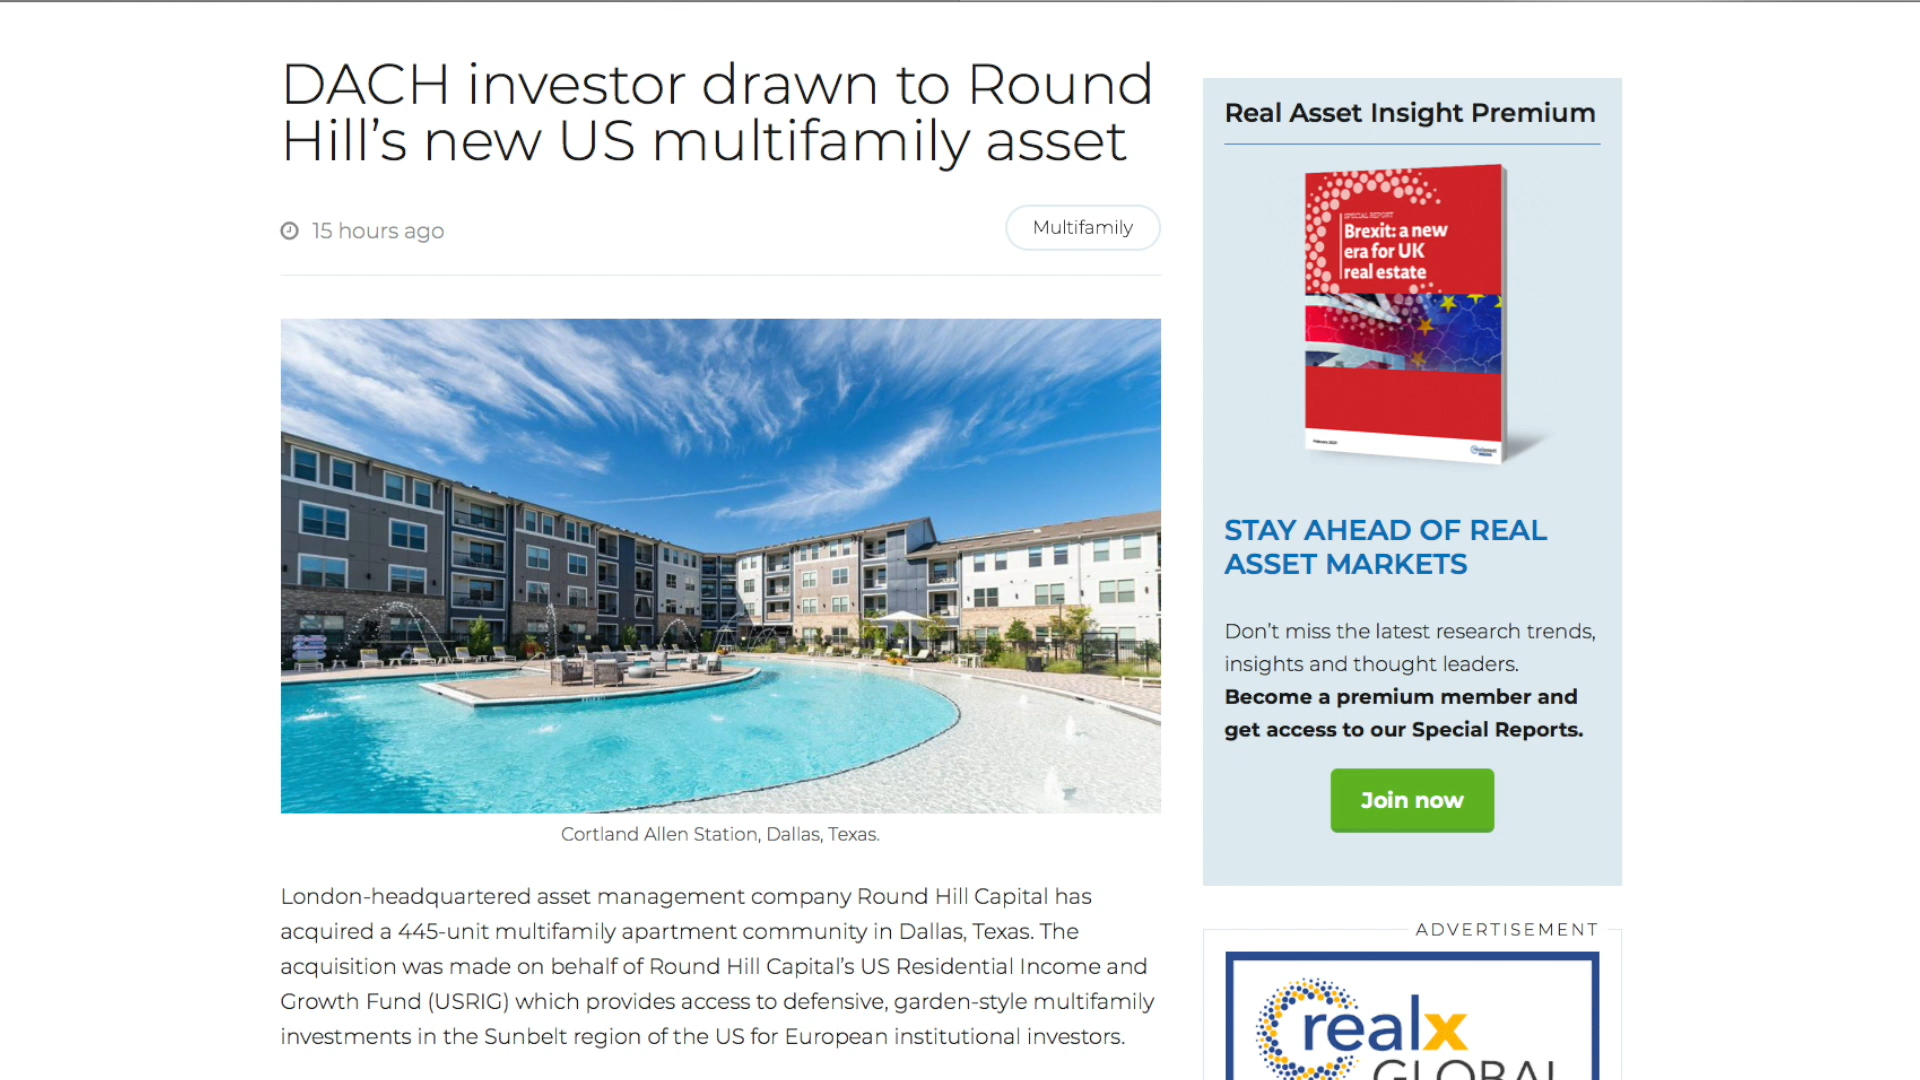 DACH investor drawn to Round
Hill's new US multifamily asset
15 hours ago
Multifamily
Cortland Allen Station, Dallas, Texas.
London-headquartered asset management company Round Hill Capital has
acquired a 445-unit multifamily apartment community in Dallas, Texas. The
acquisition was made on behalf of Round Hill Capital's US Residential Income and
Growth Fund (USRIG) which provides access to defensive, garden-style multifamily
investments in the Sunbelt region of the US for European institutional investors.
Real Asset Insight Premium
SPECIAL REPORT
Brexit: a new
era for UK
real estate
STAY AHEAD OF REAL
ASSET MARKETS
Don't miss the latest research trends,
insights and thought leaders.
Become a premium member and
get access to our Special Reports.
Join now
ADVERTISEMENT
realx
GLOBAL